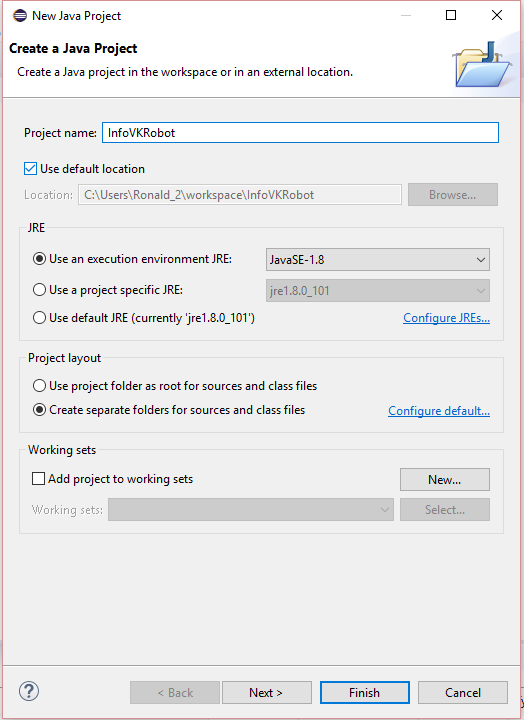 New Java Project
Create a Java Project
Create a Java project in the workspace or in an external location.
Project name: InfoVKRobot
Use default location
Location: C:\Users\Ronald_2\workspace\InfoVKRobot Browse...
JRE
Use an execution environment JRE: JavaSE-1.8
Use a project specific JRE: jre1.8.0_101
Use default JRE (currently 'jre1.8.0_101') Configure JREs...
Project layout
Use project folder as root for sources and class files
Create separate folders for sources and class files Configure default...
Working sets
Add project to working sets New...
Working sets: Select...
? < Back Next > Finish Cancel